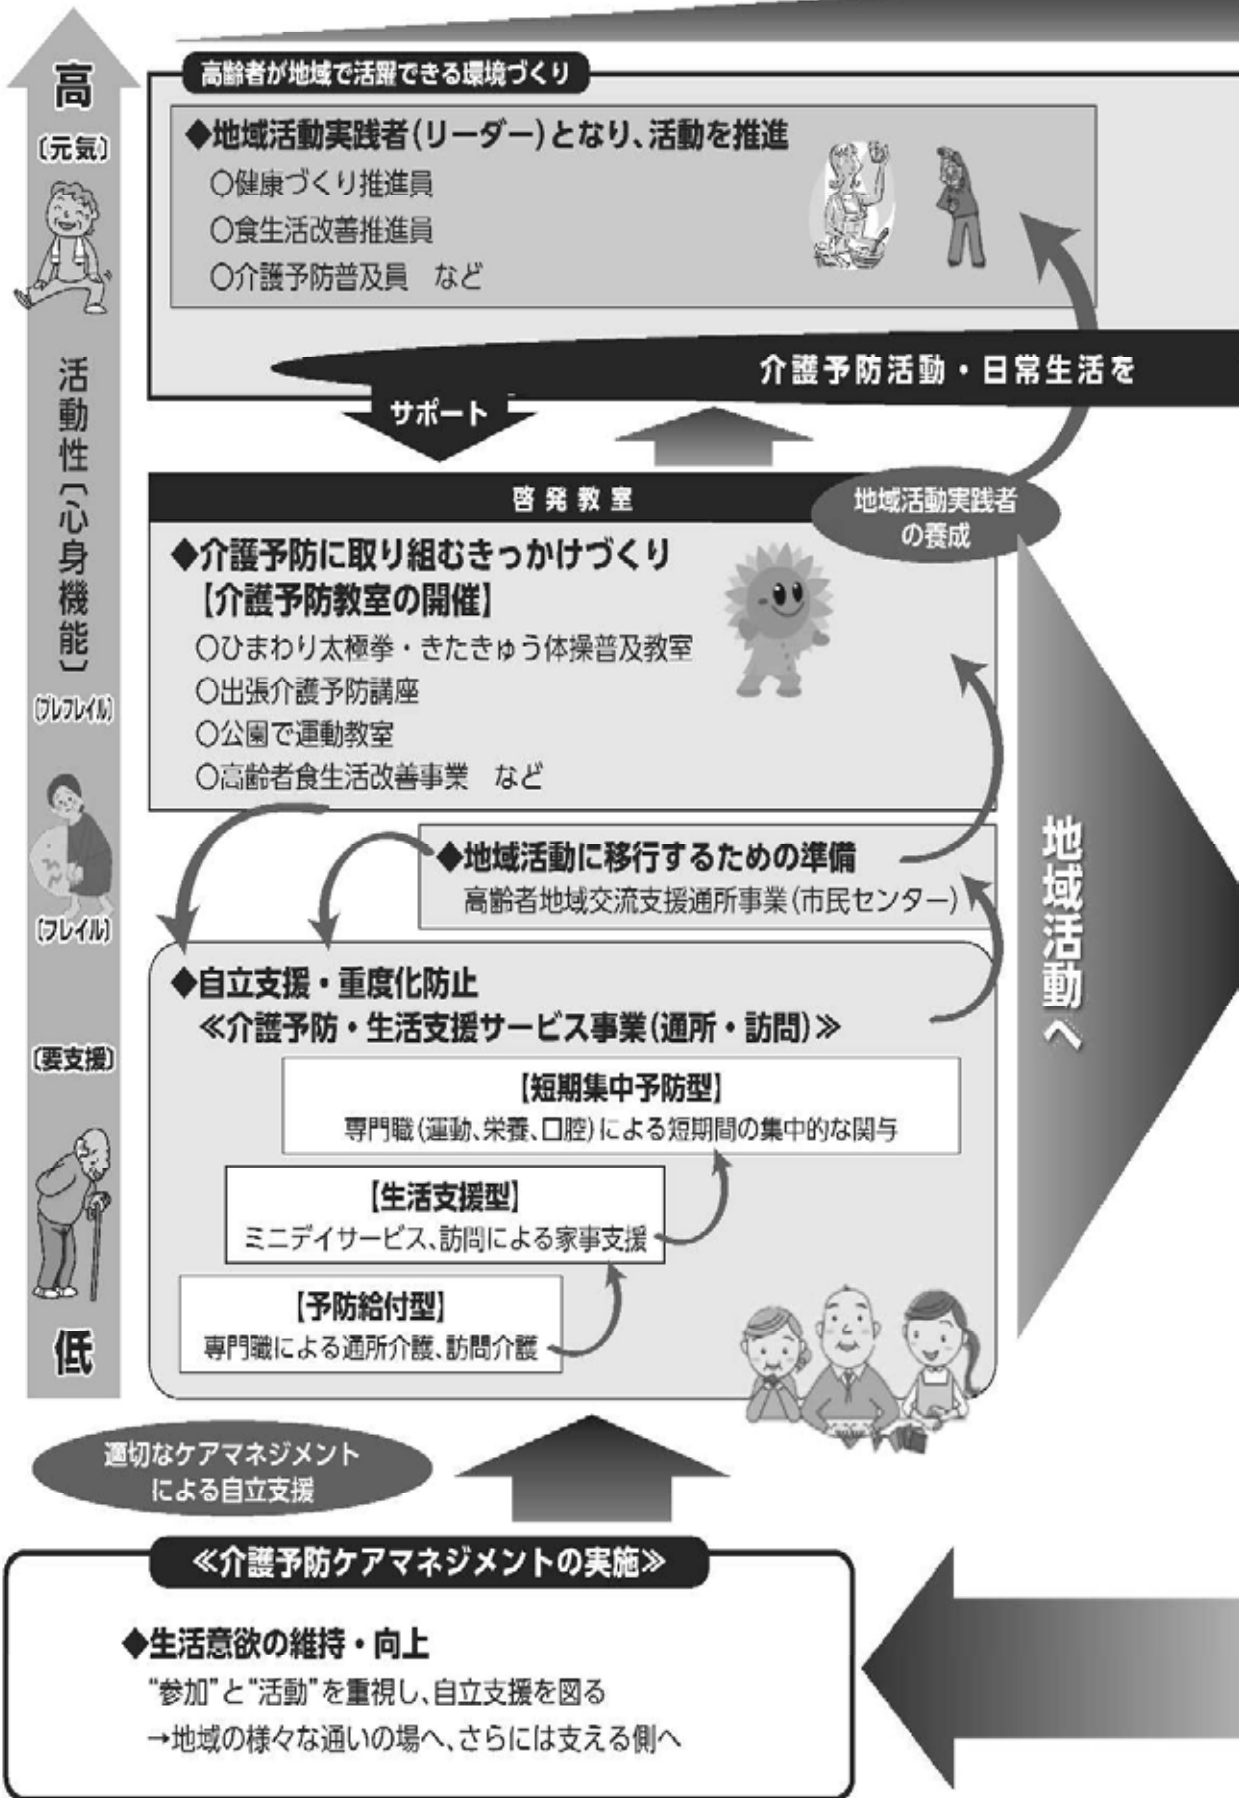 高
〔元気〕
活動性〔心身機能〕
〔プレフレイル〕
〔フレイル〕
〔要支援〕
低
高齢者が地域で活躍できる環境づくり
◆地域活動実践者(リーダー)となり、活動を推進
○健康づくり推進員
○食生活改善推進員
○介護予防普及員　など
介護予防活動・日常生活を
サポート
啓発教室
地域活動実践者
の養成
◆介護予防に取り組むきっかけづくり
【介護予防教室の開催】
○ひまわり太極拳・きたきゅう体操普及教室
○出張介護予防講座
○公園で運動教室
○高齢者食生活改善事業　など
◆地域活動に移行するための準備
高齢者地域交流支援通所事業(市民センター)
地域活動へ
◆自立支援・重度化防止
≪介護予防・生活支援サービス事業(通所・訪問)≫
【短期集中予防型】
専門職(運動、栄養、口腔)による短期間の集中的な関与
【生活支援型】
ミニデイサービス、訪問による家事支援
【予防給付型】
専門職による通所介護、訪問介護
適切なケアマネジメント
による自立支援
≪介護予防ケアマネジメントの実施≫
◆生活意欲の維持・向上
“参加”と“活動”を重視し、自立支援を図る
→地域の様々な通いの場へ、さらには支える側へ